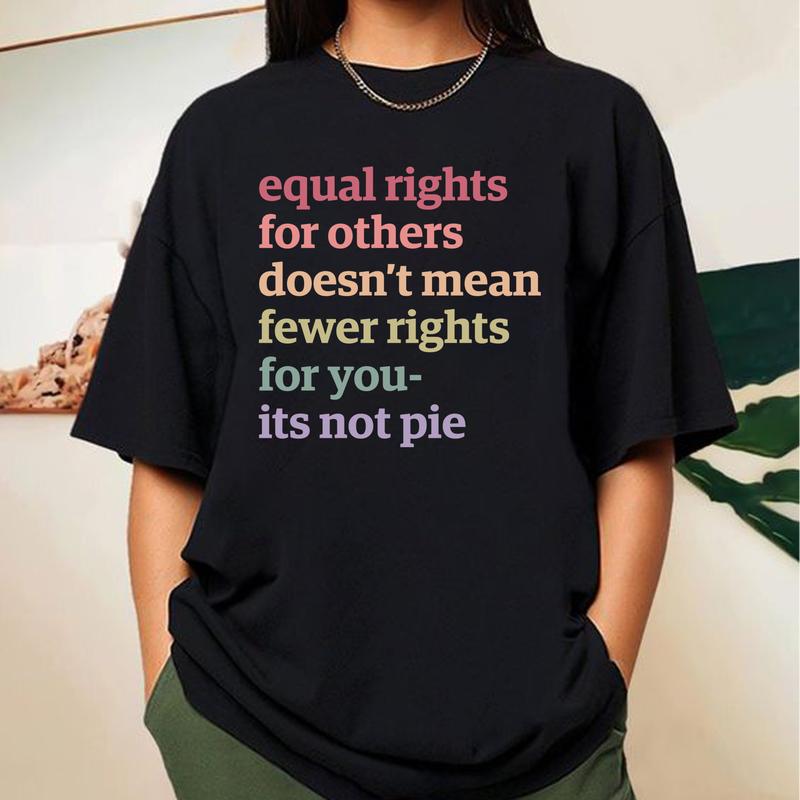 equal rights
for others
doesn’t mean
fewer rights
for you-
its not pie